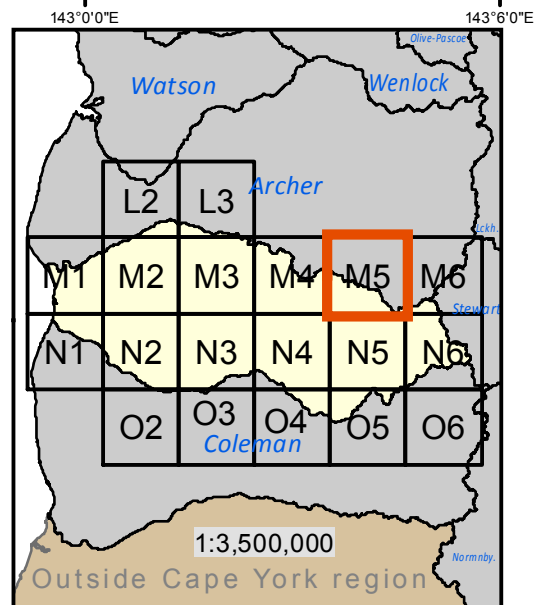 143°0'0"E 143°6'0"E
Olive-Pascoe
Watson Wenlock
L2 L3 Archer
Lckh.
M1 M2 M3 M4 M5 M6
Stewart
N1 N2 N3 N4 N5 N6
O2 O3 O4 O5 O6
Coleman
1:3,500,000
Normnby.
Outside Cape York region